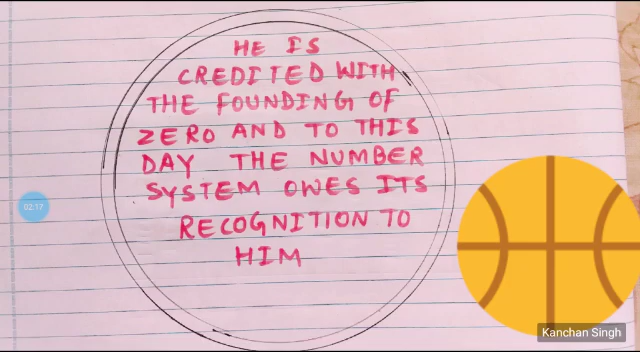 HE IS
CREDITED WITH
THE FOUNDING OF
ZERO AND TO THIS
DAY THE NUMBER
SYSTEM OWES ITS
RECOGNITION TO
HIM
02:17
Kanchan Singh